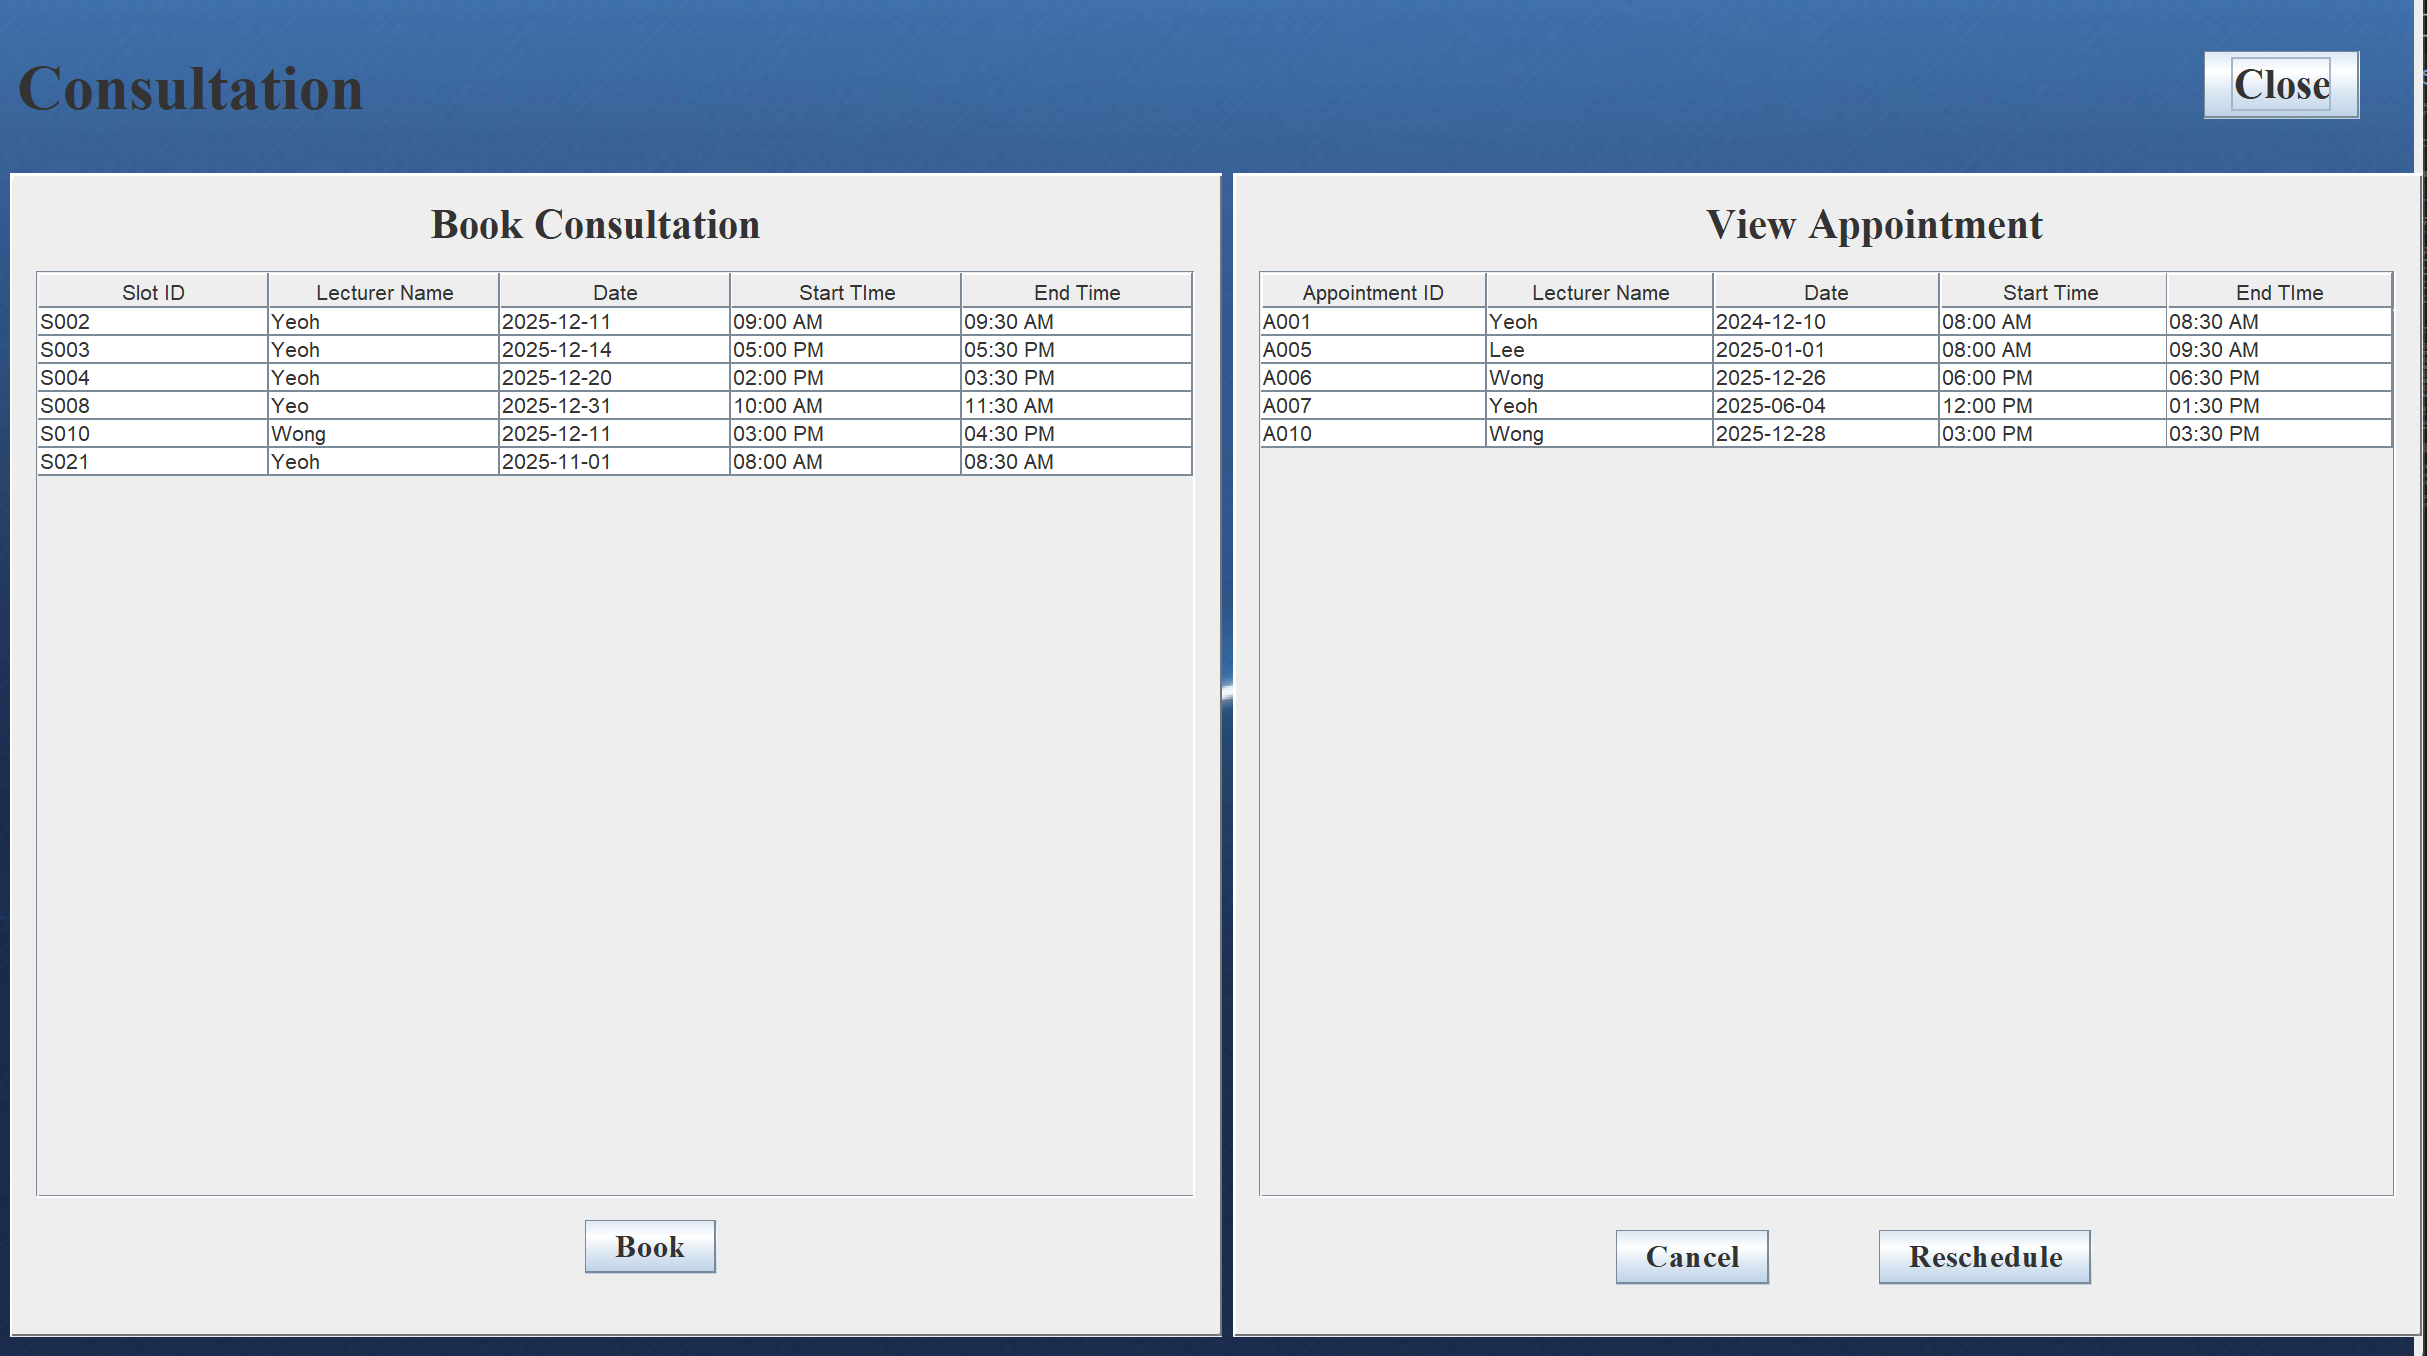 Consultation
Close
Book Consultation
Slot ID Lecturer Name Date Start TIme End Time
S002 Yeoh 2025-12-11 09:00 AM 09:30 AM
S003 Yeoh 2025-12-14 05:00 PM 05:30 PM
S004 Yeoh 2025-12-20 02:00 PM 03:30 PM
S008 Yeo 2025-12-31 10:00 AM 11:30 AM
S010 Wong 2025-12-11 03:00 PM 04:30 PM
S021 Yeoh 2025-11-01 08:00 AM 08:30 AM
Book
View Appointment
Appointment ID Lecturer Name Date Start Time End TIme
A001 Yeoh 2024-12-10 08:00 AM 08:30 AM
A005 Lee 2025-01-01 08:00 AM 09:30 AM
A006 Wong 2025-12-26 06:00 PM 06:30 PM
A007 Yeoh 2025-06-04 12:00 PM 01:30 PM
A010 Wong 2025-12-28 03:00 PM 03:30 PM
Cancel Reschedule